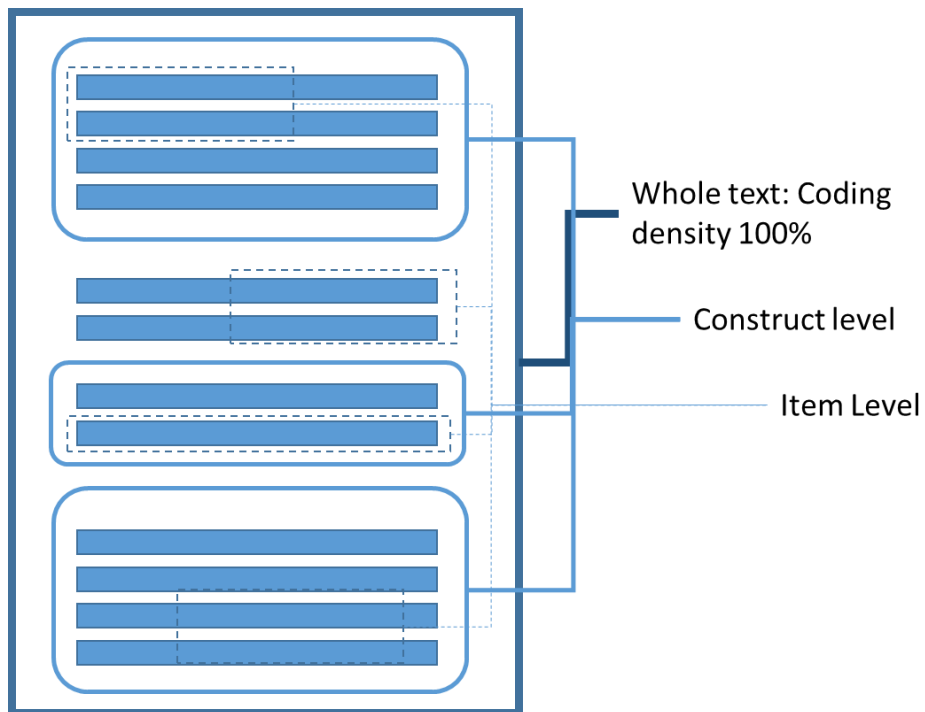 Whole text: Coding
density 100%
Construct level
Item Level